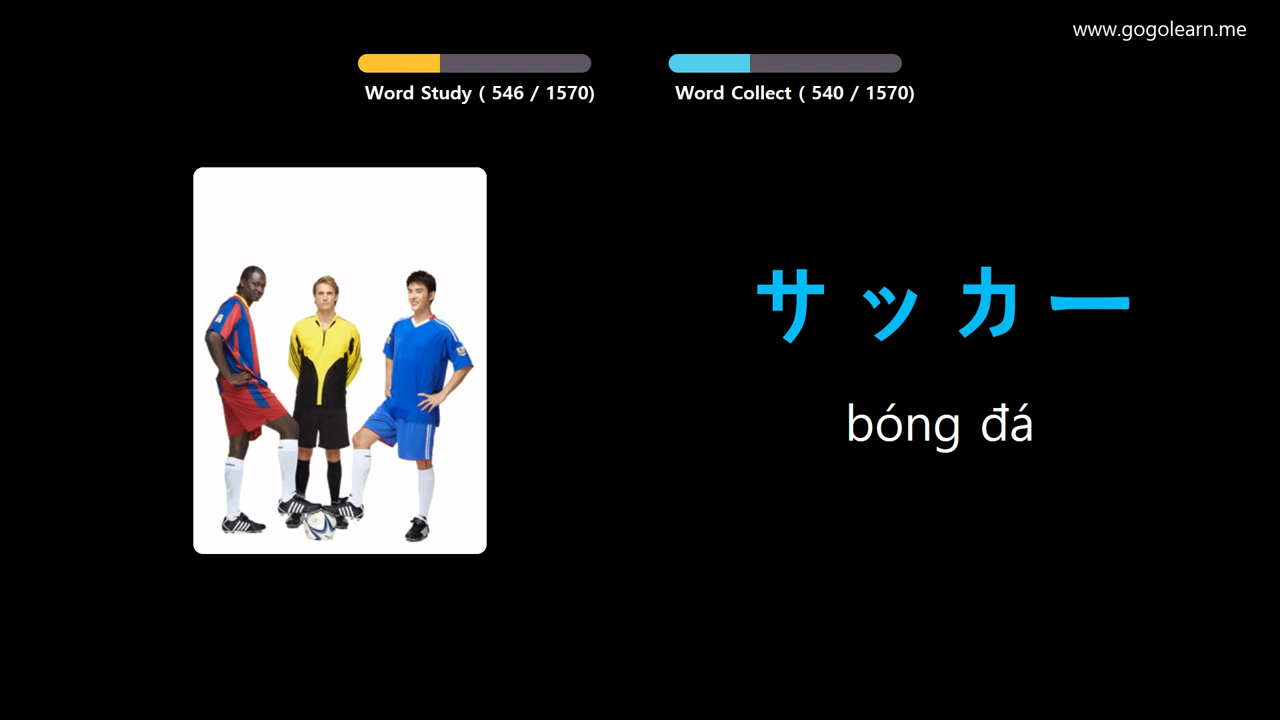 www.gogolearn.me
Word Study ( 546 / 1570)
Word Collect ( 540 / 1570)
サッカー
bóng đá